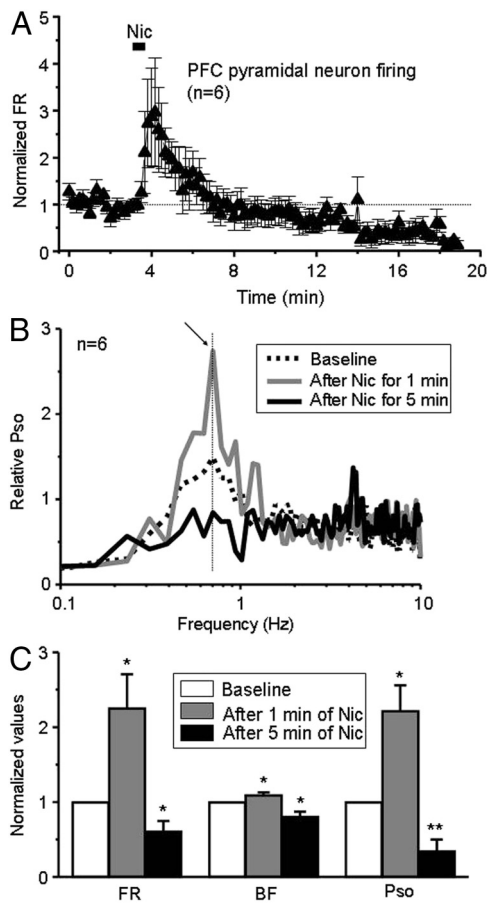 A
Nic
PFC pyramidal neuron firing
(n=6)
Normalized FR
5
4
3
2
1
0
0 4 8 12 16 20
Time (min)
B
n=6
Baseline
After Nic for 1 min
After Nic for 5 min
Relative Pso
3
2
1
0
0.1 1 10
Frequency (Hz)
C
Baseline
After 1 min of Nic
After 5 min of Nic
Normalized values
3
2
1
0
* * * * * **
FR BF Pso